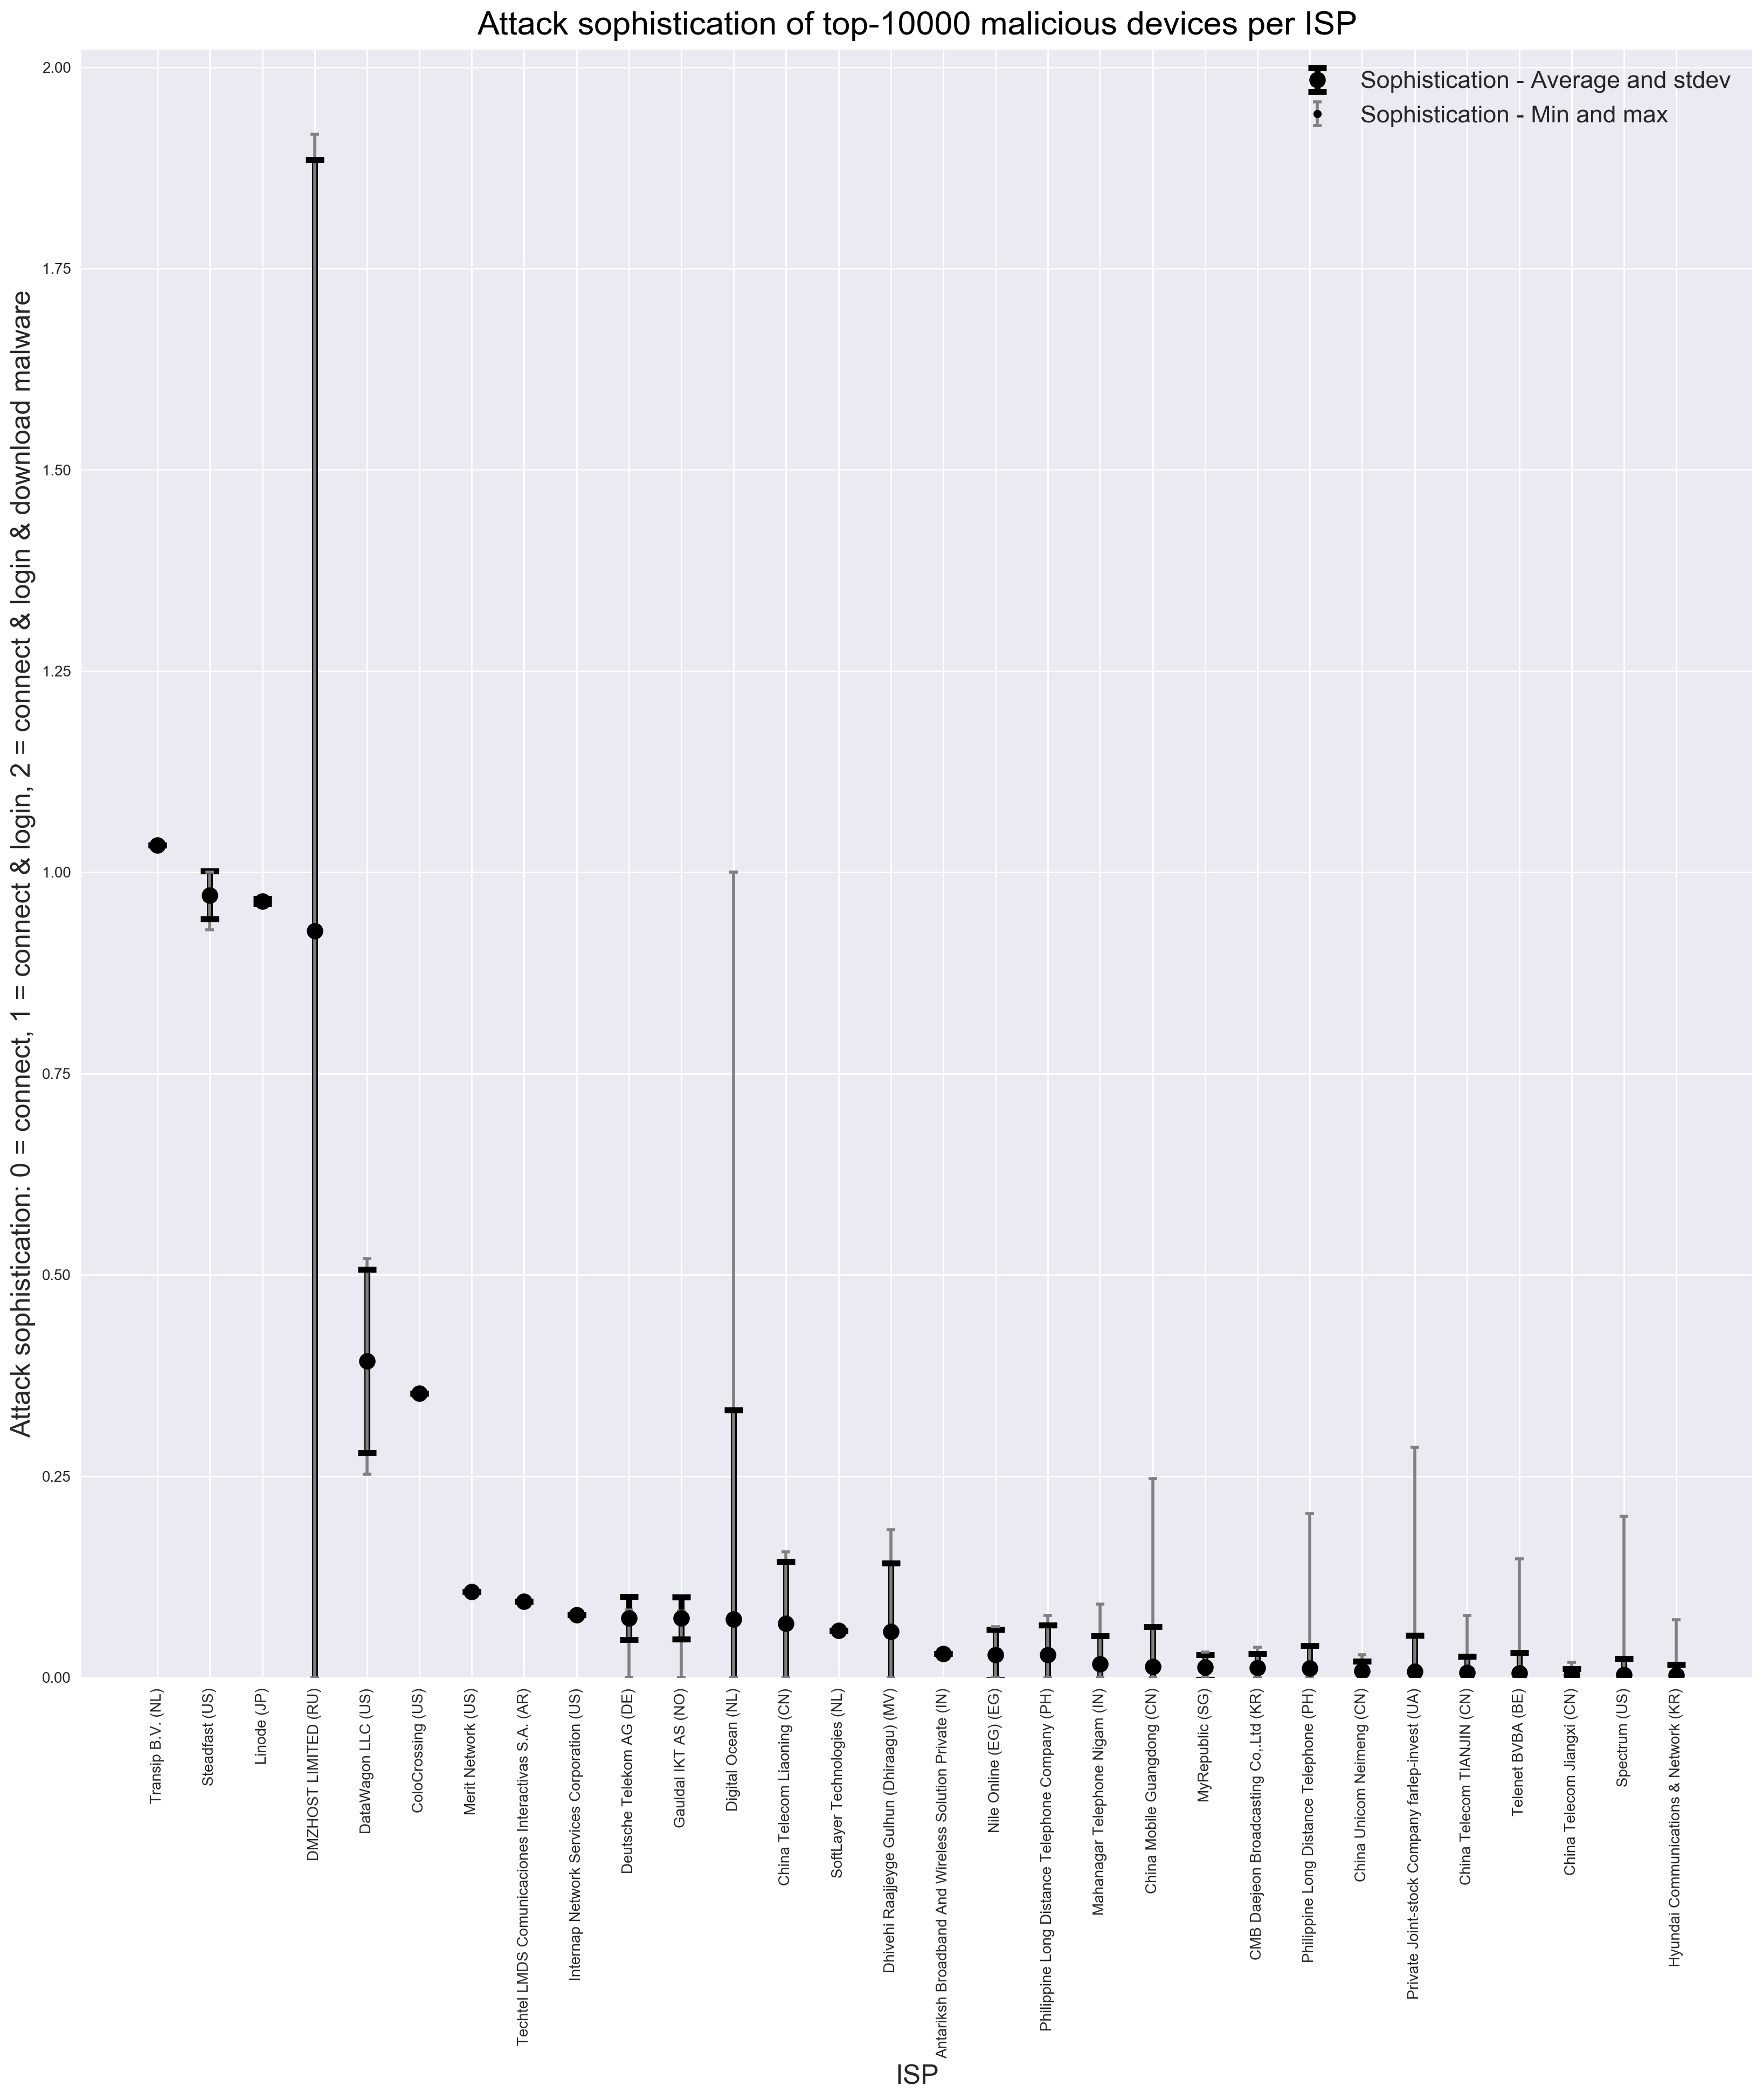 Attack sophistication of top-10000 malicious devices per ISP
Sophistication - Average and stdev
Sophistication - Min and max
Attack sophistication: 0 = connect, 1 = connect & login, 2 = connect & login & download malware
2.00
1.75
1.50
1.25
1.00
0.75
0.50
0.25
0.00
Transip B.V. (NL)
Steadfast (US)
Linode (JP)
DMZHOST LIMITED (RU)
DataWagon LLC (US)
ColoCrossing (US)
Merit Network (US)
Techtel LMDS Comunicaciones Interactivas S.A. (AR)
Internap Network Services Corporation (US)
Deutsche Telekom AG (DE)
Gauldal IKT AS (NO)
Digital Ocean (NL)
China Telecom Liaoning (CN)
SoftLayer Technologies (NL)
Dhivehi Raajjeyge Gulhun (Dhiraagu) (MV)
Antariksh Broadband And Wireless Solution Private (IN)
Nile Online (EG) (EG)
Philippine Long Distance Telephone Company (PH)
Mahanagar Telephone Nigam (IN)
China Mobile Guangdong (CN)
MyRepublic (SG)
CMB Daejeon Broadcasting Co,.Ltd (KR)
Philippine Long Distance Telephone (PH)
China Unicom Neimeng (CN)
Private Joint-stock Company farlep-invest (UA)
China Telecom TIANJIN (CN)
Telenet BVBA (BE)
China Telecom Jiangxi (CN)
Spectrum (US)
Hyundai Communications & Network (KR)
ISP